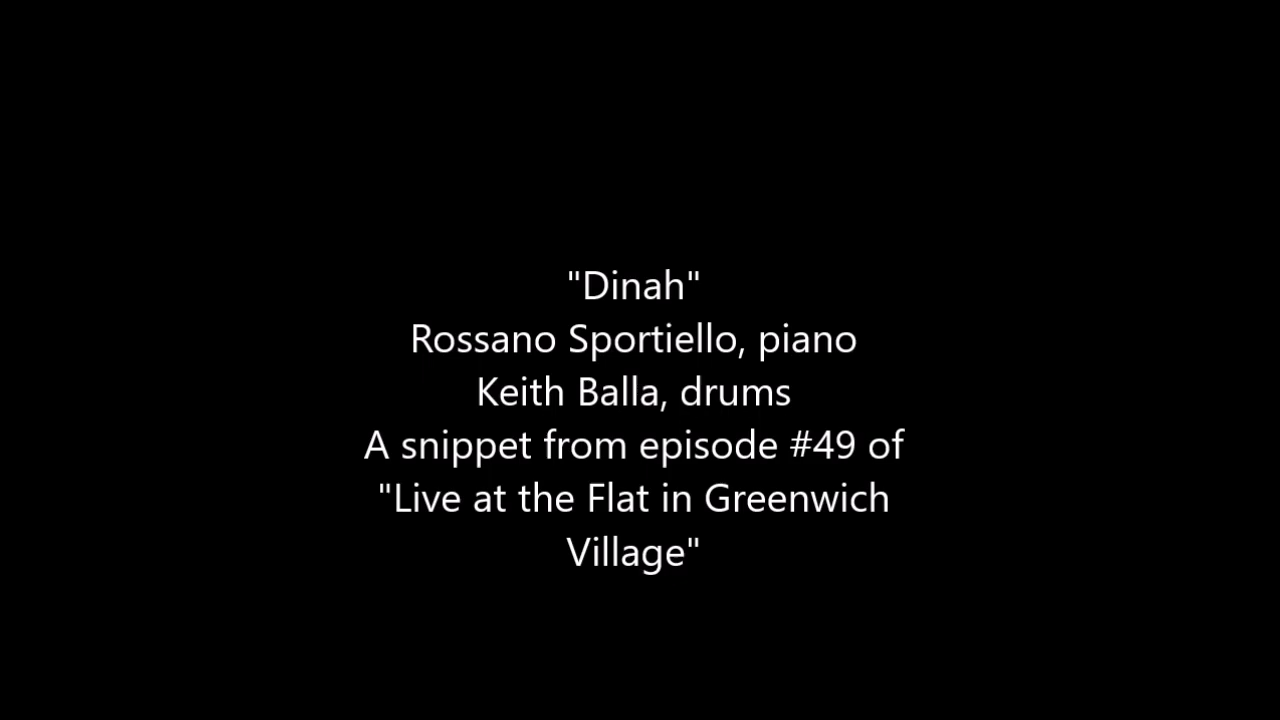 "Dinah"
Rossano Sportiello, piano
Keith Balla, drums
A snippet from episode #49 of
"Live at the Flat in Greenwich
Village"